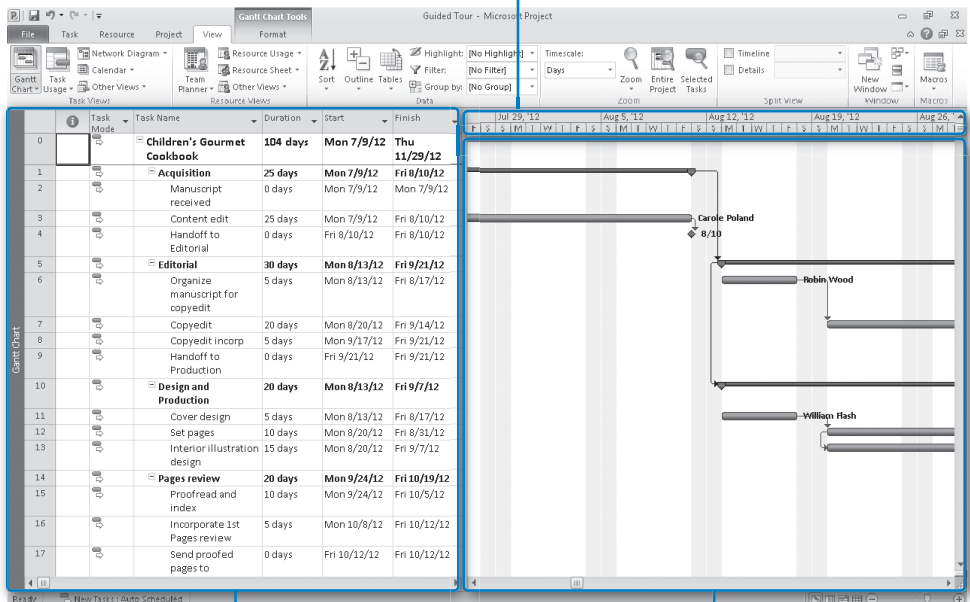 Gantt Chart Tools
Guided Tour - Microsoft Project
File Task Resource Project View Format
Gantt Chart
Task Usage
Network Diagram
Calendar
Other Views
Task Views
Team Planner
Resource Usage
Resource Sheet
Other Views
Resource Views
Sort Outline Tables
Highlight: [No Highlight]
Filter: [No Filter]
Group by: [No Group]
Data
Timescale:
Days
Zoom Entire Project Selected Tasks
Zoom
Timeline
Details
Split View
New Window
Window
Macros
Macros
Task Mode Task Name Duration Start Finish
Jul 29, '12 Aug 5, '12 Aug 12, '12 Aug 19, '12 Aug 26, '
F S S M T W T F S S M T W T F S S M T W T F S S M T W T F S S M T
0 Children's Gourmet Cookbook 104 days Mon 7/9/12 Thu 11/29/12
1 Acquisition 25 days Mon 7/9/12 Fri 8/10/12
2 Manuscript received 0 days Mon 7/9/12 Mon 7/9/12
3 Content edit 25 days Mon 7/9/12 Fri 8/10/12 Carole Poland
4 Handoff to Editorial 0 days Fri 8/10/12 Fri 8/10/12 8/10
5 Editorial 30 days Mon 8/13/12 Fri 9/21/12
6 Organize manuscript for copyedit 5 days Mon 8/13/12 Fri 8/17/12 Robin Wood
7 Copyedit 20 days Mon 8/20/12 Fri 9/14/12
8 Copyedit incorp 5 days Mon 9/17/12 Fri 9/21/12
9 Handoff to Production 0 days Fri 9/21/12 Fri 9/21/12
10 Design and Production 20 days Mon 8/13/12 Fri 9/7/12
11 Cover design 5 days Mon 8/13/12 Fri 8/17/12 William Flash
12 Set pages 10 days Mon 8/20/12 Fri 8/31/12
13 Interior illustration design 15 days Mon 8/20/12 Fri 9/7/12
14 Pages review 20 days Mon 9/24/12 Fri 10/19/12
15 Proofread and index 10 days Mon 9/24/12 Fri 10/5/12
16 Incorporate 1st Pages review 5 days Mon 10/8/12 Fri 10/12/12
17 Send proofed pages to 0 days Fri 10/12/12 Fri 10/12/12
Gantt Chart
Ready New Tasks : Auto Scheduled